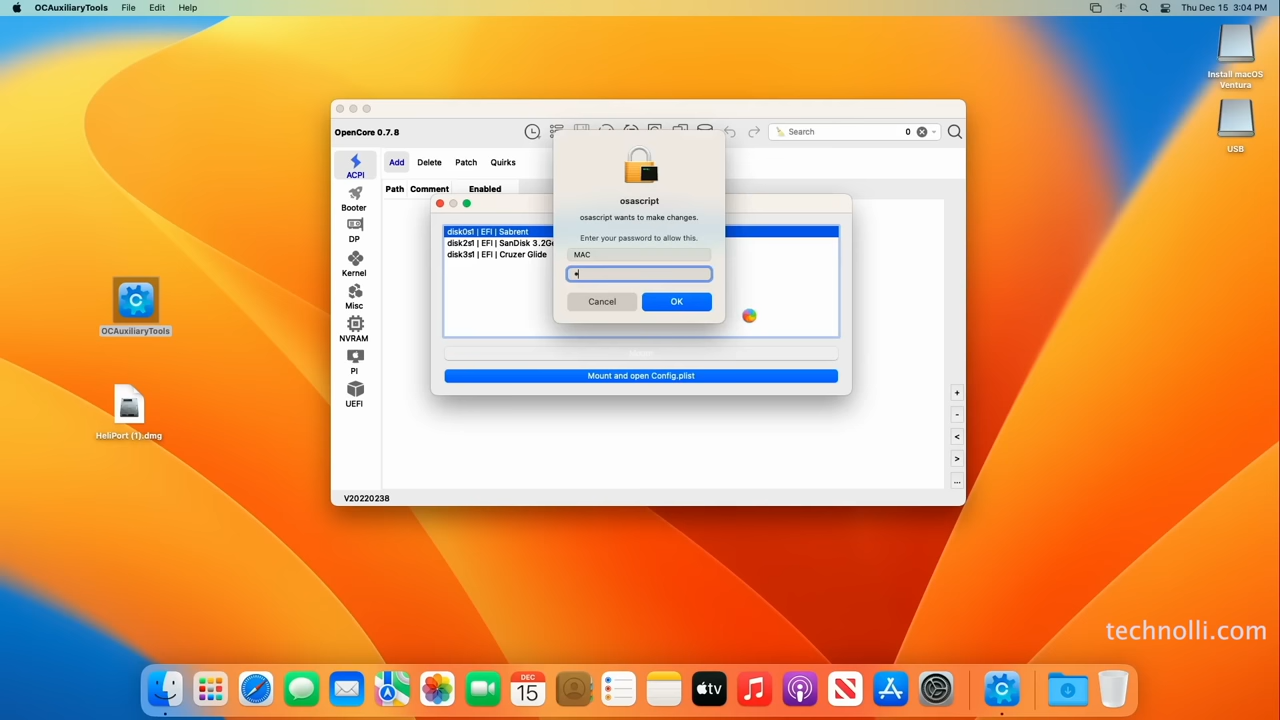 OCAuxiliaryTools File Edit Help Thu Dec 15 3:04 PM
Install macOS
Ventura
USB
OpenCore 0.7.8
Search 0
ACPI
Booter
DP
Kernel
Misc
NVRAM
PI
UEFI
Add Delete Patch Quirks
Path Comment Enabled
disk0s1 | EFI | Sabrent
disk2s1 | EFI | SanDisk 3.2Ge
disk3s1 | EFI | Cruzer Glide
Mount and open Config.plist
osascript
osascript wants to make changes.
Enter your password to allow this.
MAC
Cancel OK
+
-
<
>
...
V20220238
OCAuxiliaryTools
HeliPort (1).dmg
technolli.com
DEC
15
tv